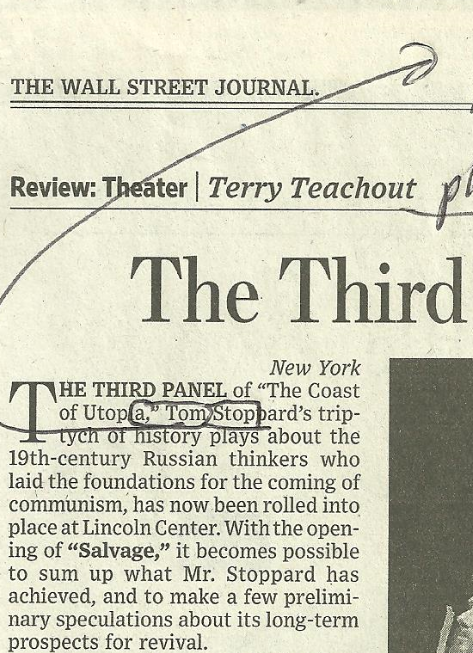 THE WALL STREET JOURNAL.
Review: Theater | Terry Teachout
The Third
New York
THE THIRD PANEL of “The Coast
of Utopia,” Tom Stoppard’s trip-
tych of history plays about the
19th-century Russian thinkers who
laid the foundations for the coming of
communism, has now been rolled into
place at Lincoln Center. With the open-
ing of “Salvage,” it becomes possible
to sum up what Mr. Stoppard has
achieved, and to make a few prelimi-
nary speculations about its long-term
prospects for revival.